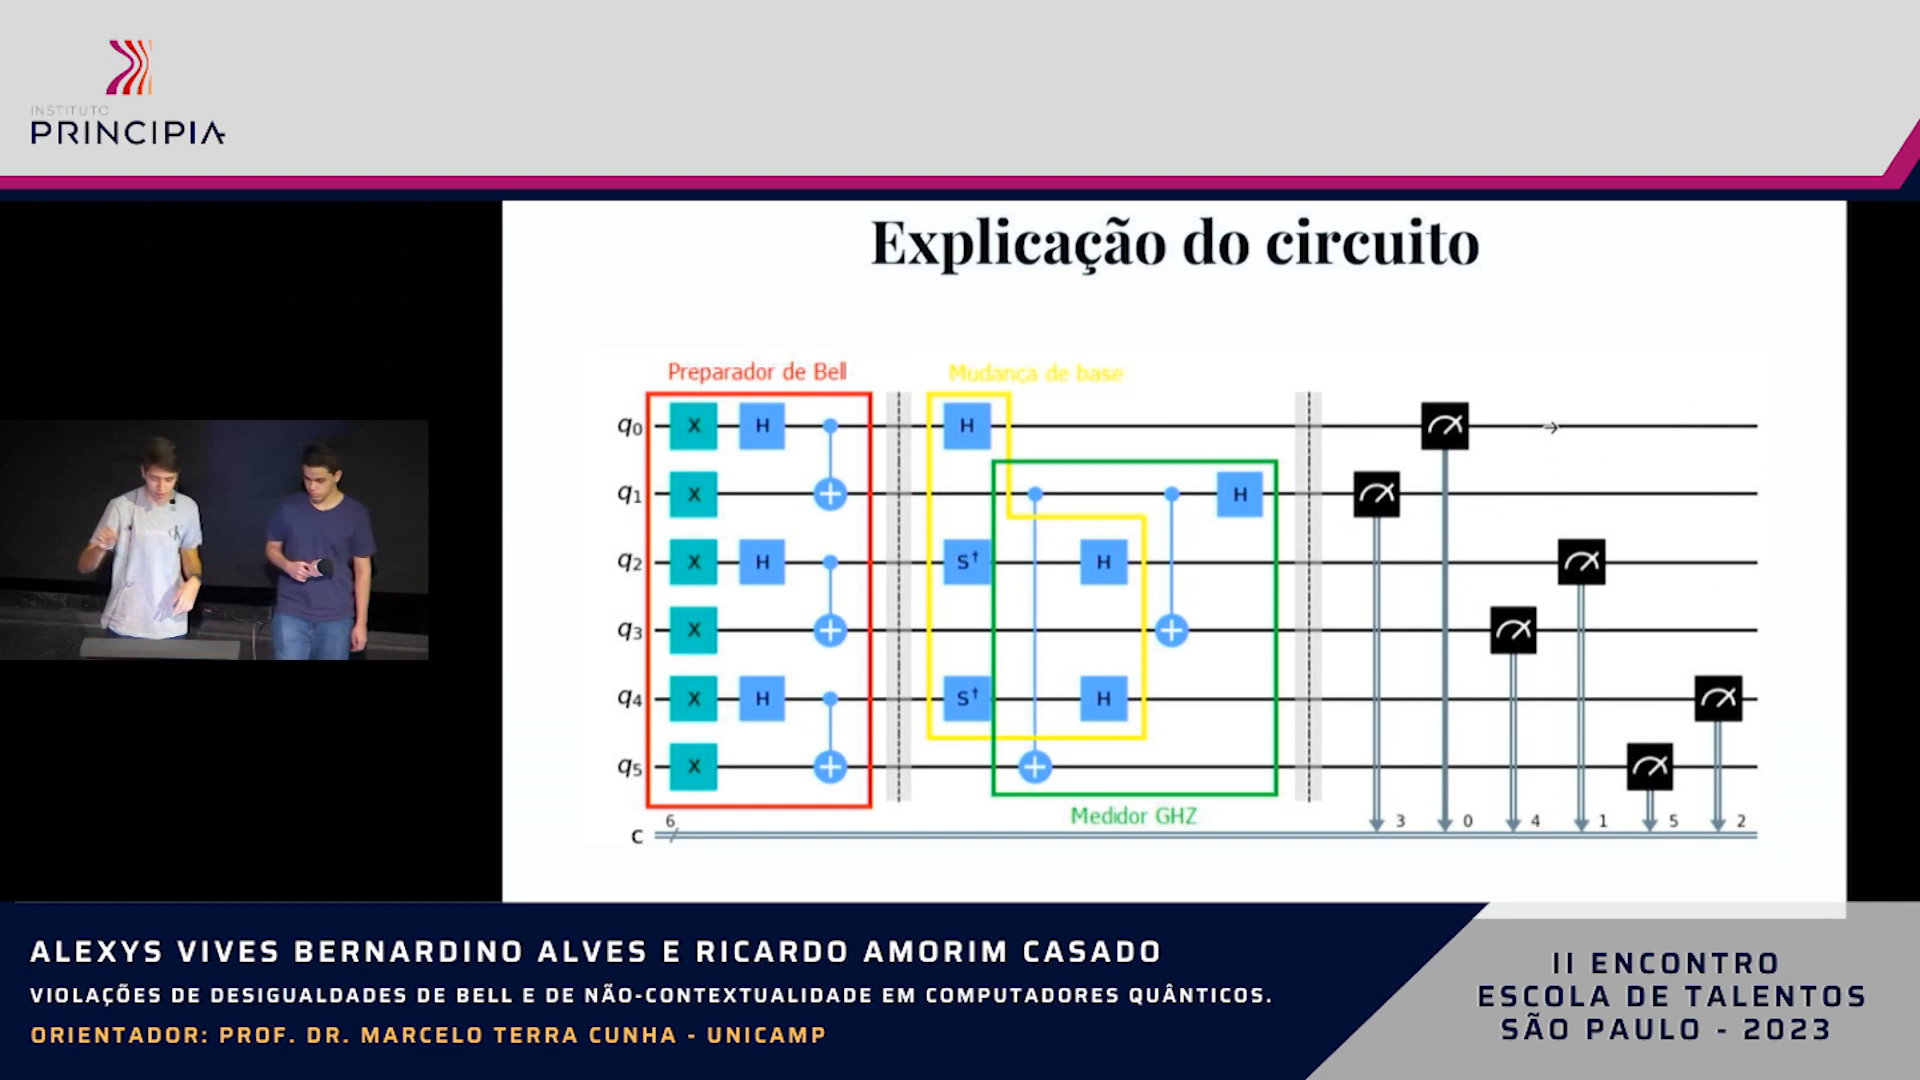 INSTITUTO
PRINCIPIA
Explicação do circuito
Preparador de Bell
Mudança de base
q0 X H H
q1 X H
q2 X H S† H
q3 X
q4 X H S† H
q5 X
Medidor GHZ
c 6 3 0 4 1 5 2
ALEXYS VIVES BERNARDINO ALVES E RICARDO AMORIM CASADO
VIOLAÇÕES DE DESIGUALDADES DE BELL E DE NÃO-CONTEXTUALIDADE EM COMPUTADORES QUÂNTICOS.
ORIENTADOR: PROF. DR. MARCELO TERRA CUNHA - UNICAMP
II ENCONTRO
ESCOLA DE TALENTOS
SÃO PAULO - 2023